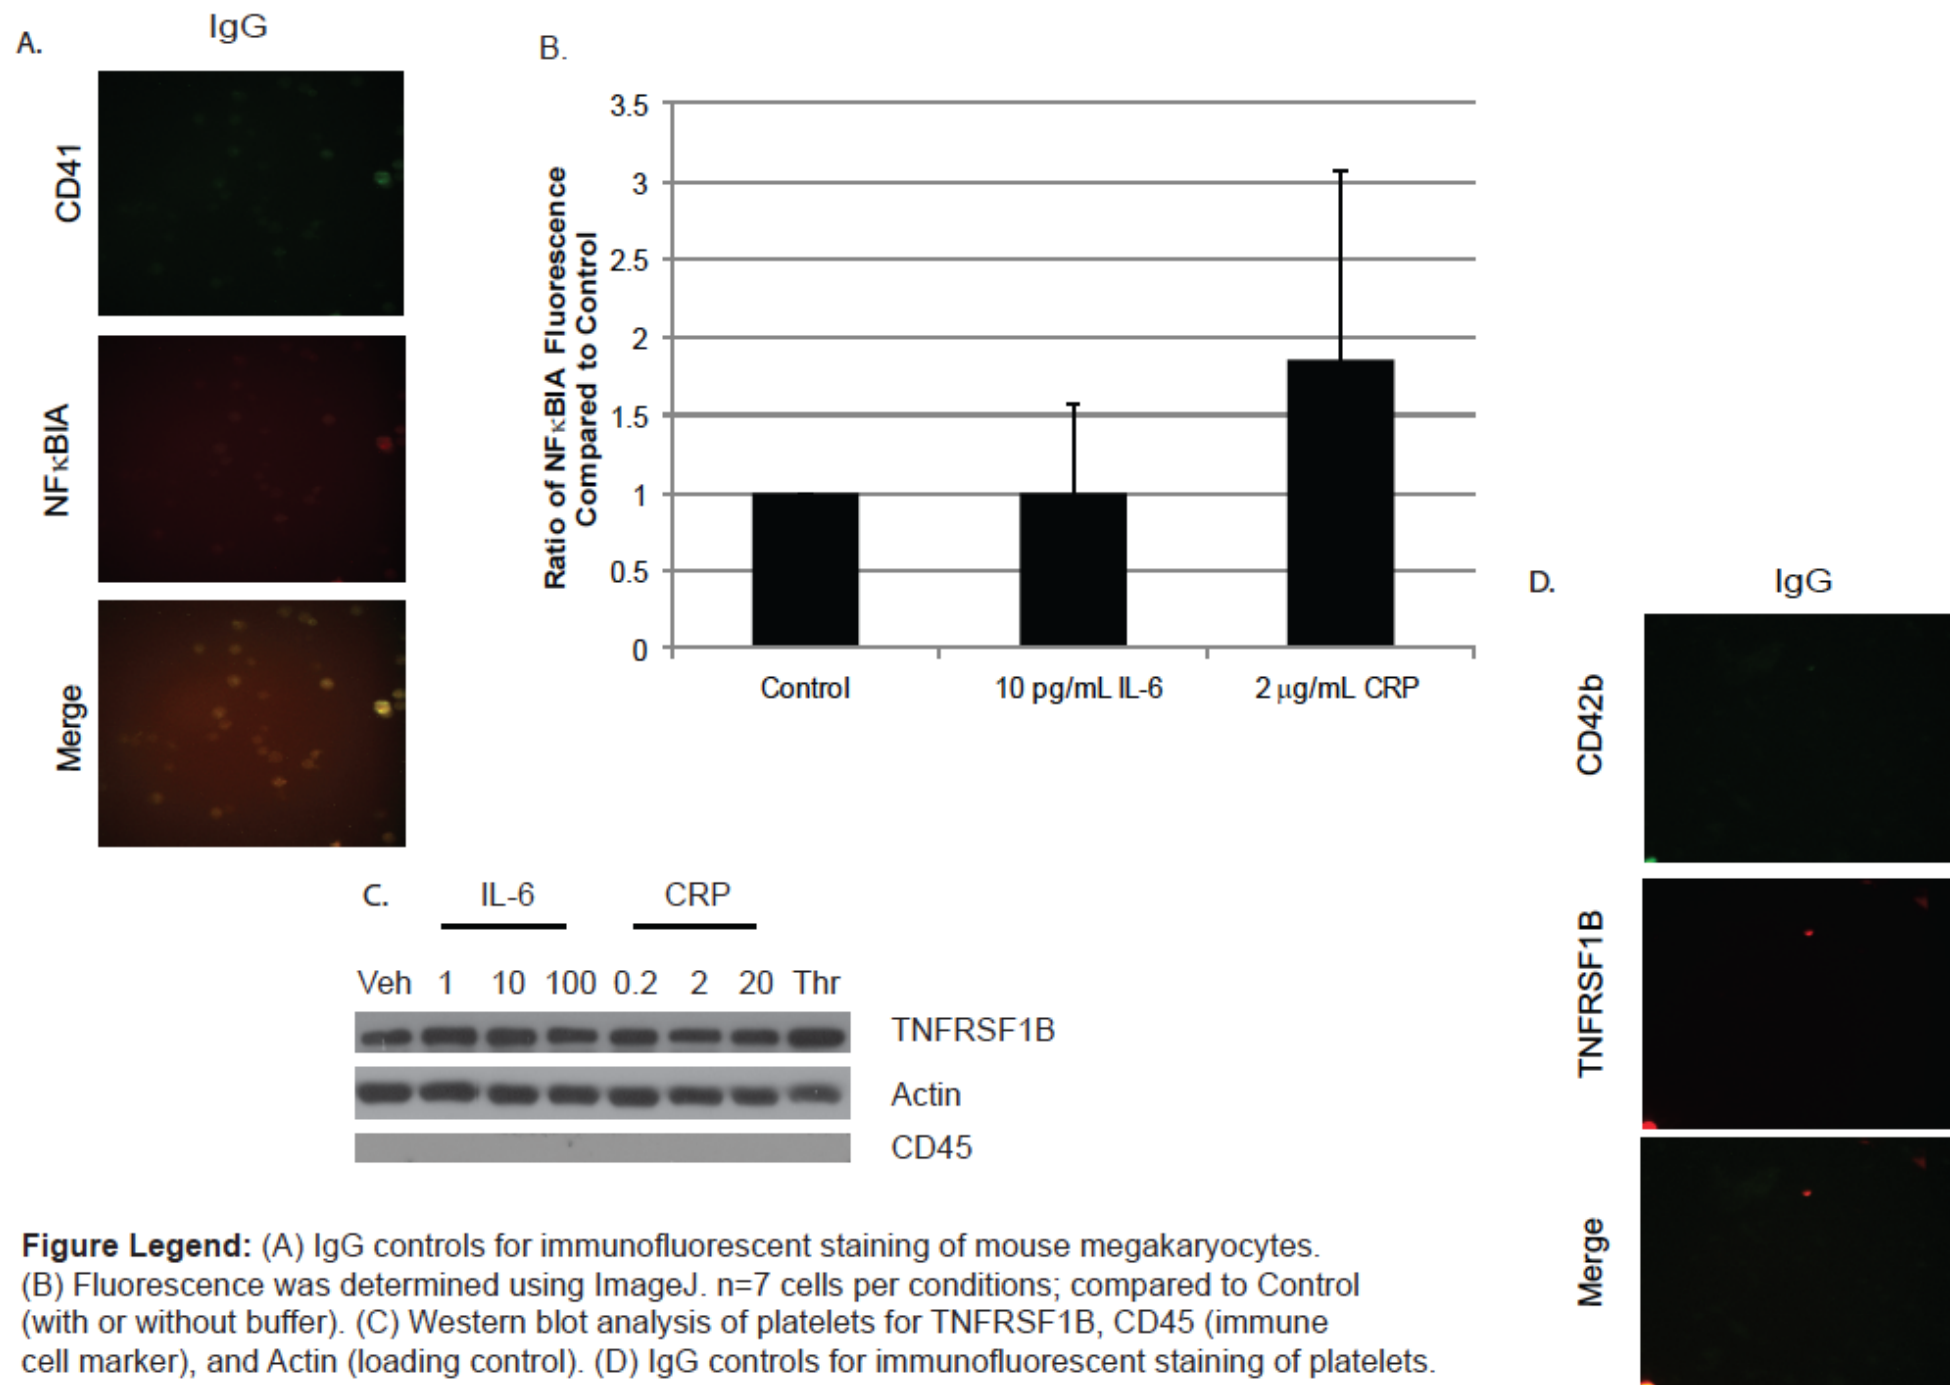 A.
IgG
CD41
NFκBIA
Merge
B.
Ratio of NFκBIA Fluorescence
Compared to Control
3.5
3
2.5
2
1.5
1
0.5
0
Control
10 pg/mL IL-6
2 μg/mL CRP
C.
IL-6
CRP
Veh 1 10 100 0.2 2 20 Thr
TNFRSF1B
Actin
CD45
D.
IgG
CD42b
TNFRSF1B
Merge
Figure Legend: (A) IgG controls for immunofluorescent staining of mouse megakaryocytes.
(B) Fluorescence was determined using ImageJ. n=7 cells per conditions; compared to Control
(with or without buffer). (C) Western blot analysis of platelets for TNFRSF1B, CD45 (immune
cell marker), and Actin (loading control). (D) IgG controls for immunofluorescent staining of platelets.